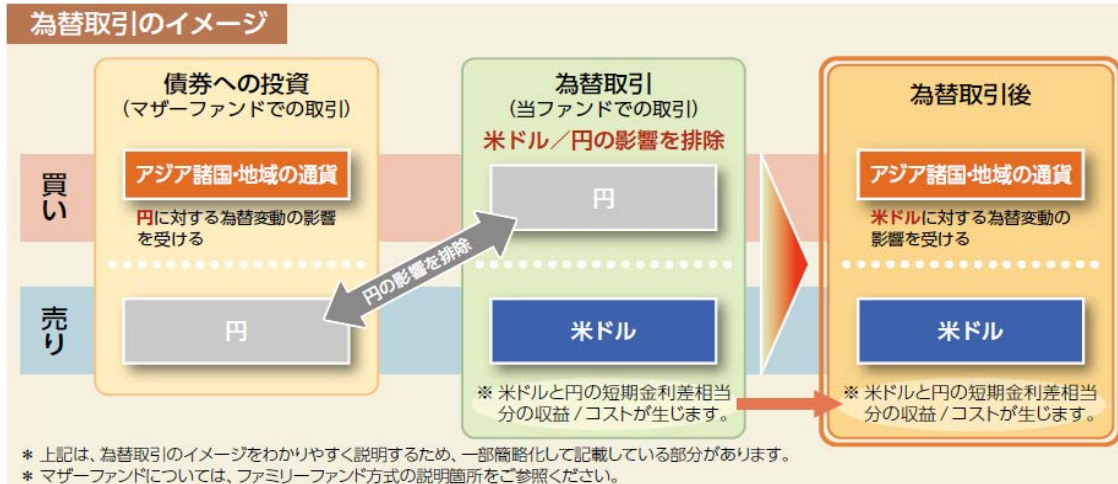 為替取引のイメージ
債券への投資
（マザーファンドでの取引）
為替取引
（当ファンドでの取引）
米ドル／円の影響を排除
為替取引後
買い
アジア諸国・地域の通貨
円に対する為替変動の影響
を受ける
円
アジア諸国・地域の通貨
米ドルに対する為替変動の
影響を受ける
円の影響を排除
売り
円
米ドル
米ドル
※ 米ドルと円の短期金利差相当
分の収益／コストが生じます。
※ 米ドルと円の短期金利差相当
分の収益／コストが生じます。
＊ 上記は、為替取引のイメージをわかりやすく説明するため、一部簡略化して記載している部分があります。
＊ マザーファンドについては、ファミリーファンド方式の説明箇所をご参照ください。